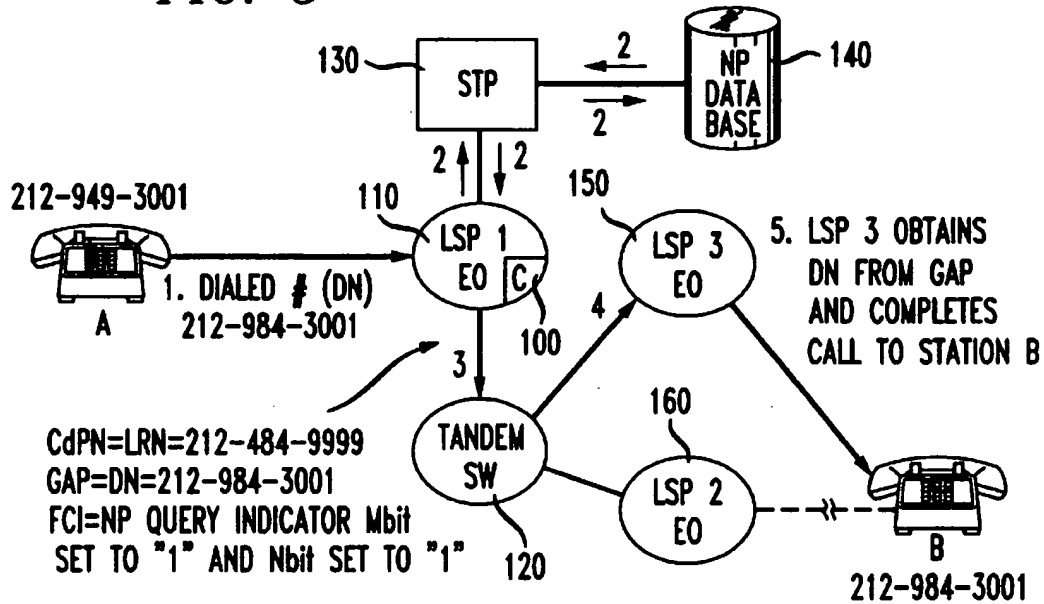 FIG. 3
130
STP
2
2
NP
DATA
BASE
140
2
2
212-949-3001
110
LSP 1
EO
C
100
150
LSP 3
EO
5. LSP 3 OBTAINS
DN FROM GAP
AND COMPLETES
CALL TO STATION B
1. DIALED # (DN)
212-984-3001
A
3
4
CdPN=LRN=212-484-9999
GAP=DN=212-984-3001
FCI=NP QUERY INDICATOR Mbit
SET TO "1" AND Nbit SET TO "1"
TANDEM
SW
120
160
LSP 2
EO
B
212-984-3001